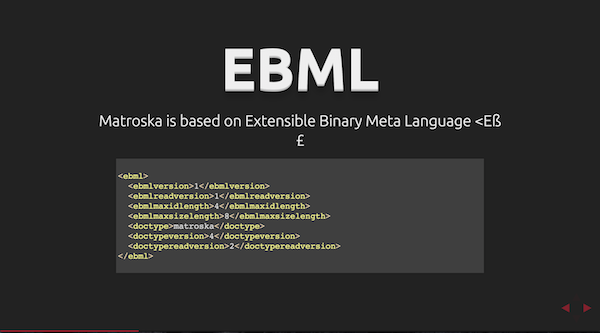 EBML
Matroska is based on Extensible Binary Meta Language <Eß
£
<ebml>
<ebmlversion>1</ebmlversion>
<ebmlreadversion>1</ebmlreadversion>
<ebmlmaxidlength>4</ebmlmaxidlength>
<ebmlmaxsizelength>8</ebmlmaxsizelength>
<doctype>matroska</doctype>
<doctypeversion>4</doctypeversion>
<doctypereadversion>2</doctypereadversion>
</ebml>